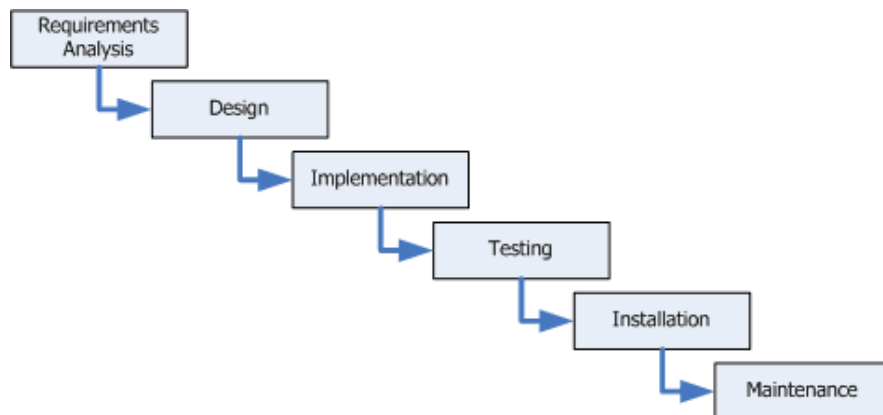 Requirements
Analysis
Design
Implementation
Testing
Installation
Maintenance